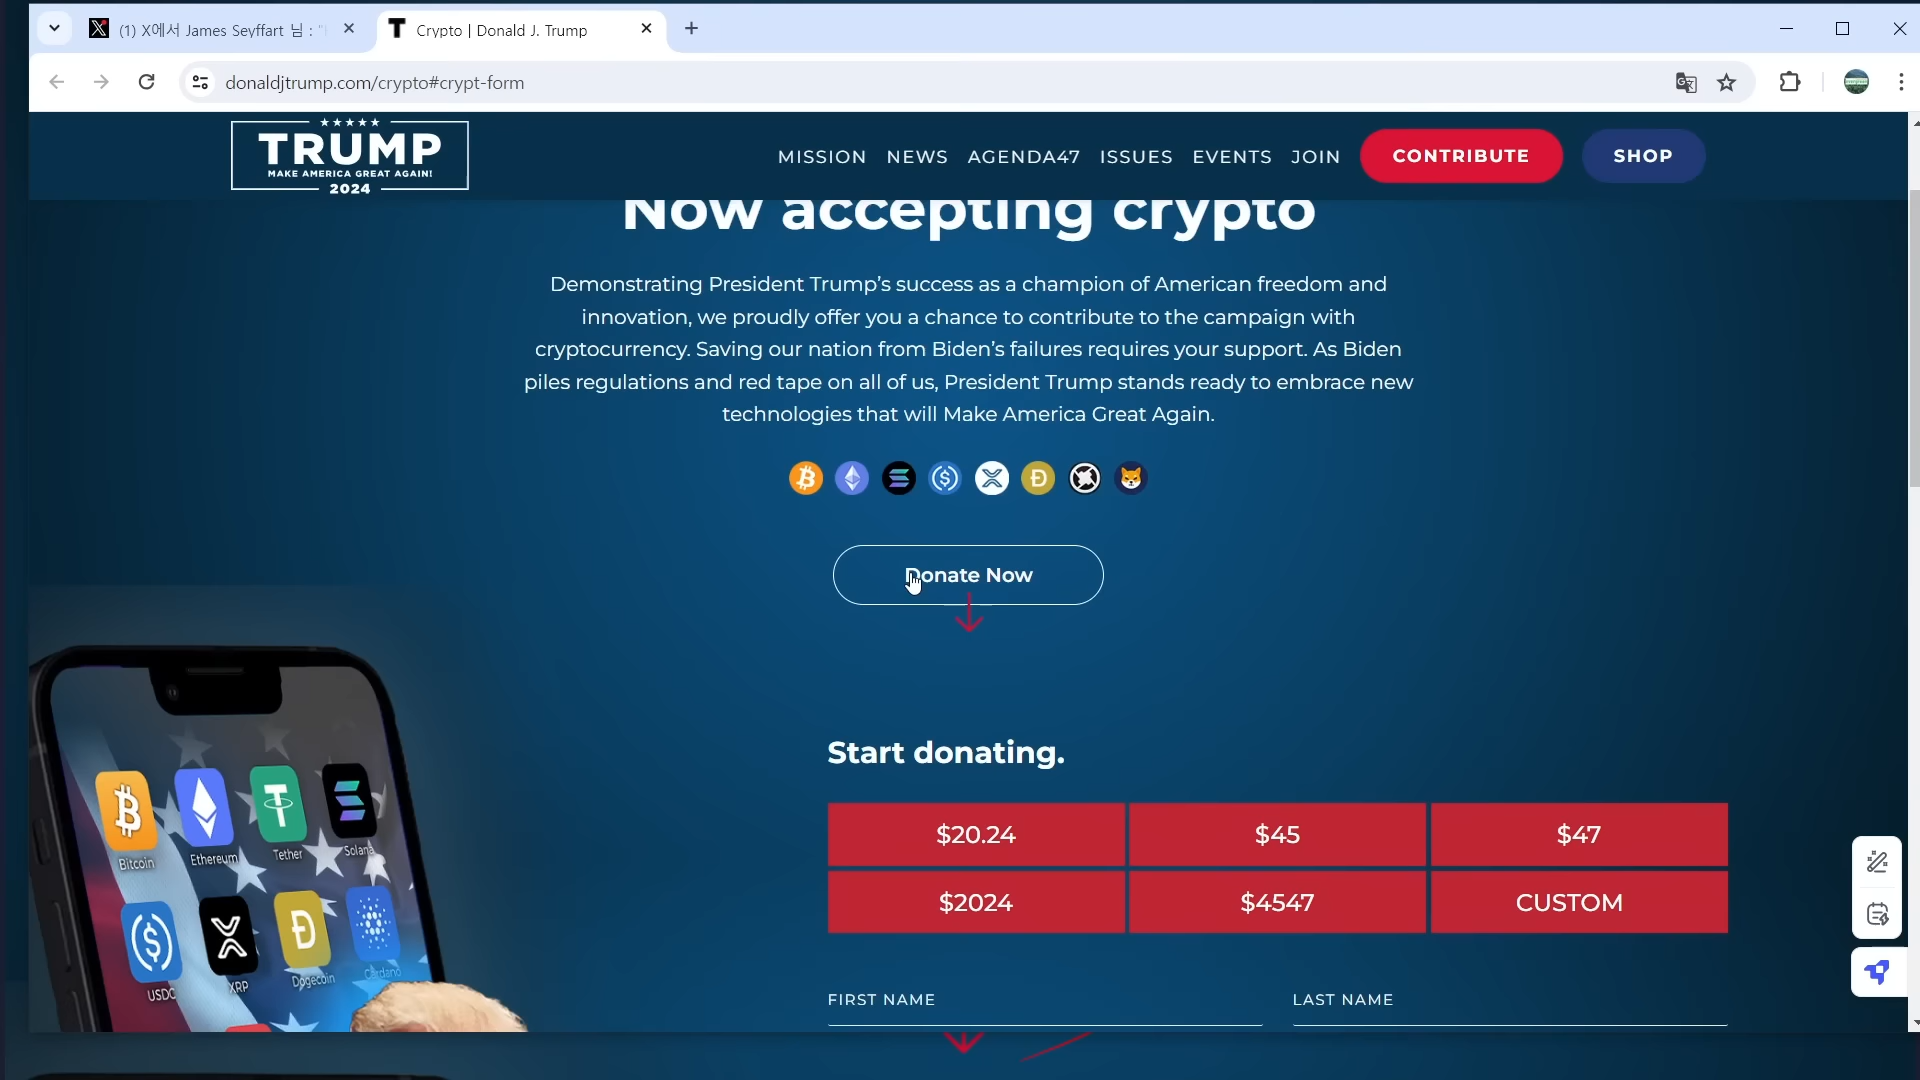 (1) X에서 James Seyffart 님 : "
Crypto | Donald J. Trump
donaldjtrump.com/crypto#crypt-form
TRUMP
MAKE AMERICA GREAT AGAIN!
2024
MISSION
NEWS
AGENDA47
ISSUES
EVENTS
JOIN
CONTRIBUTE
SHOP
Now accepting crypto
Demonstrating President Trump’s success as a champion of American freedom and
innovation, we proudly offer you a chance to contribute to the campaign with
cryptocurrency. Saving our nation from Biden’s failures requires your support. As Biden
piles regulations and red tape on all of us, President Trump stands ready to embrace new
technologies that will Make America Great Again.
Donate Now
Start donating.
$20.24
$45
$47
$2024
$4547
CUSTOM
Bitcoin
Ethereum
Tether
Solana
USDC
XRP
Dogecoin
Cardano
FIRST NAME
LAST NAME